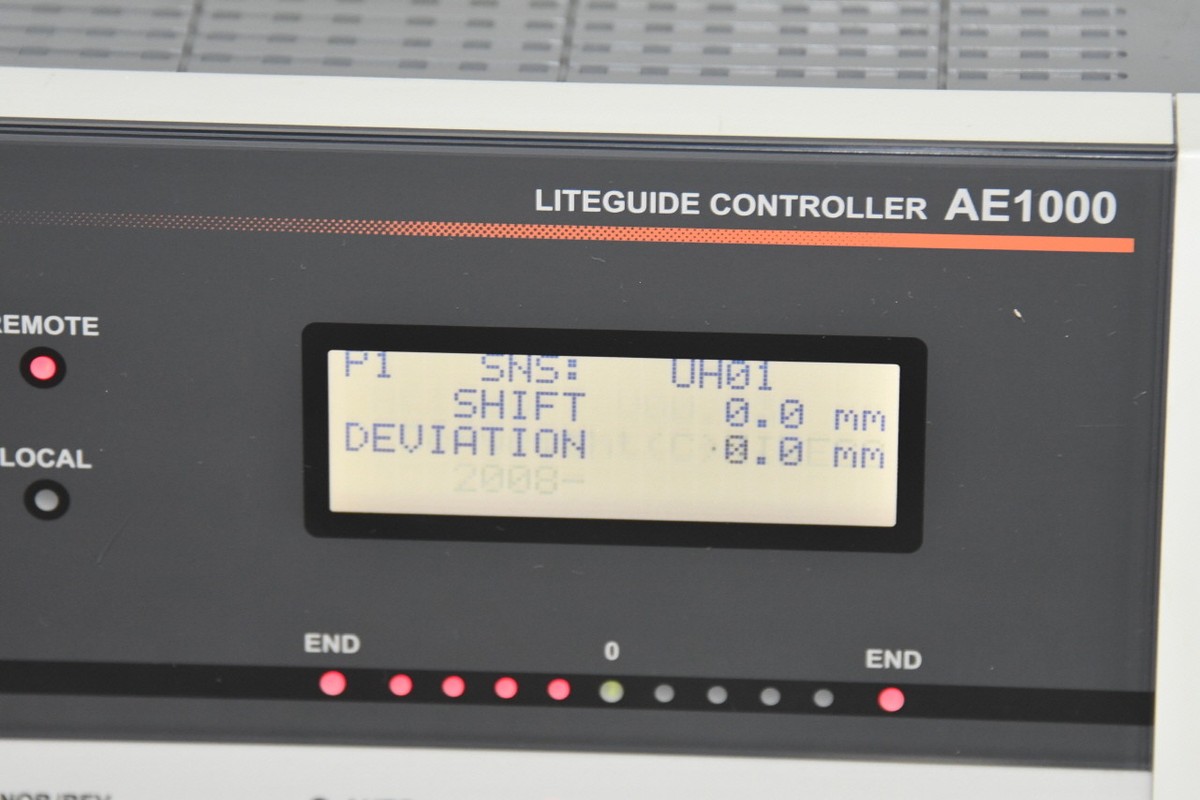 LITEGUIDE CONTROLLER AE1000
REMOTE
P1 SNS: UH01
SHIFT 0.0 mm
LOCAL
DEVIATION 0.0 mm
2008-
END 0 END